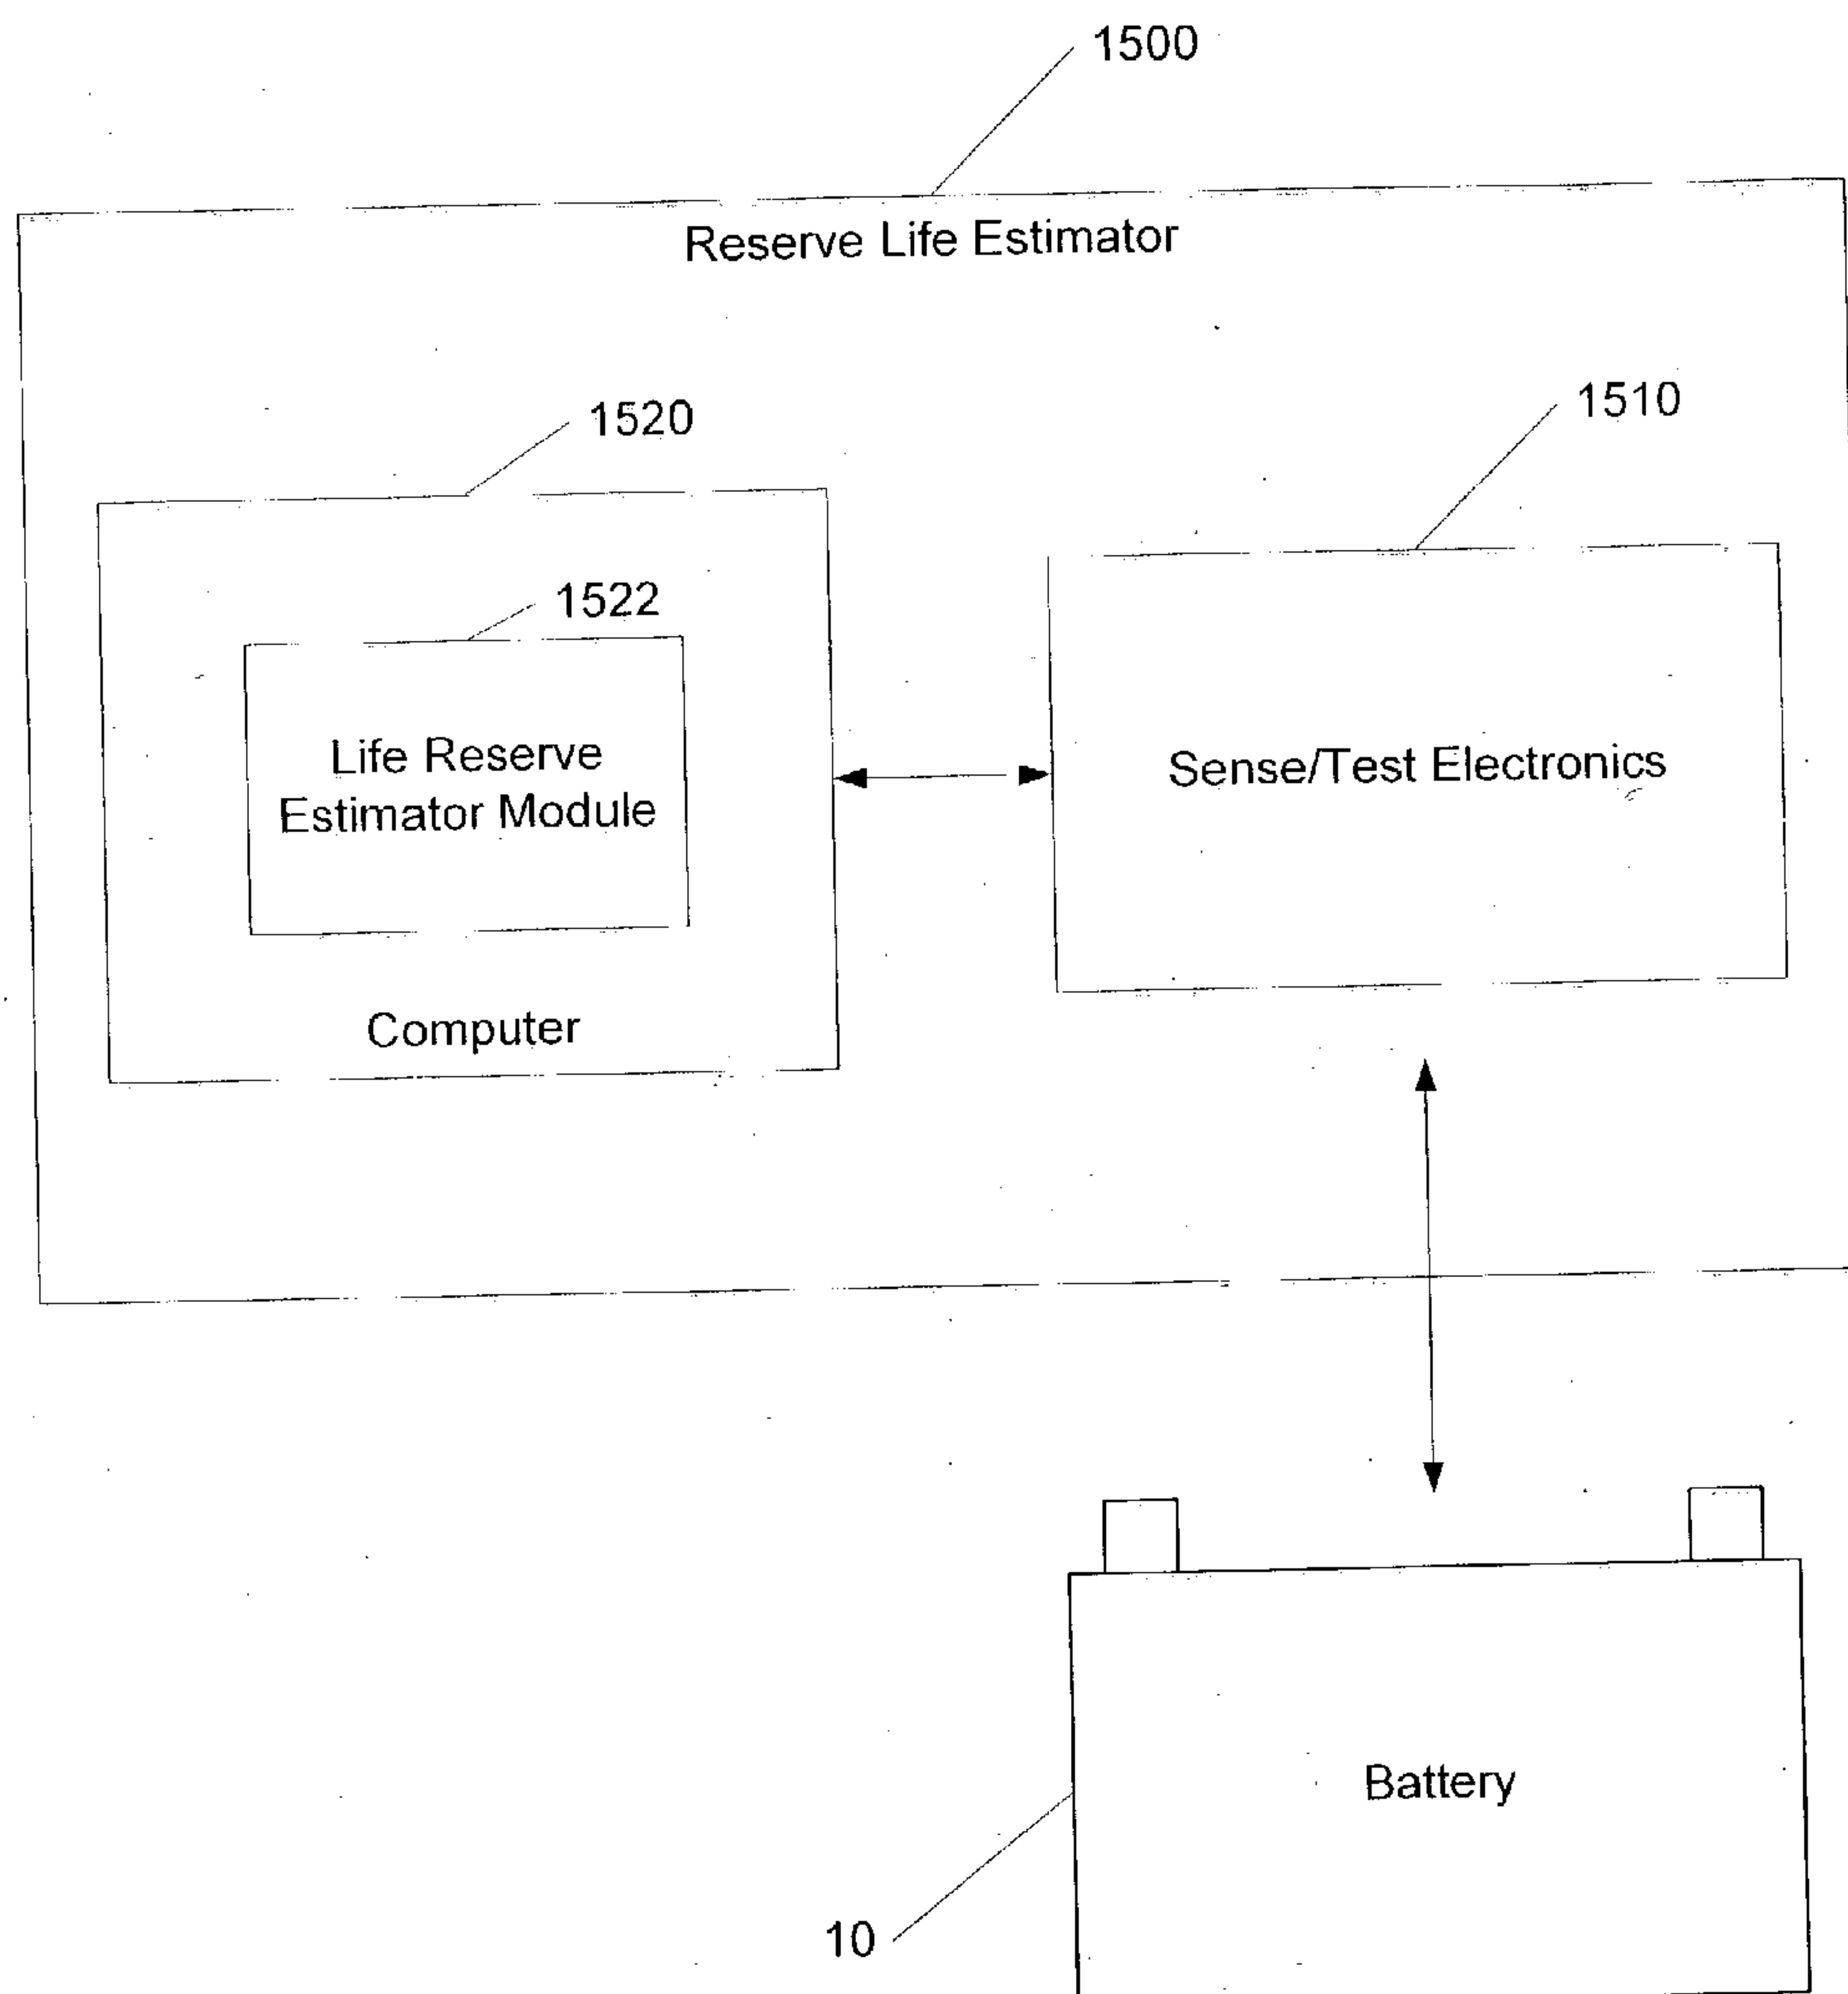 1500
Reserve Life Estimator
1520
1510
1522
Life Reserve
Estimator Module
Sense/Test Electronics
Computer
Battery
10